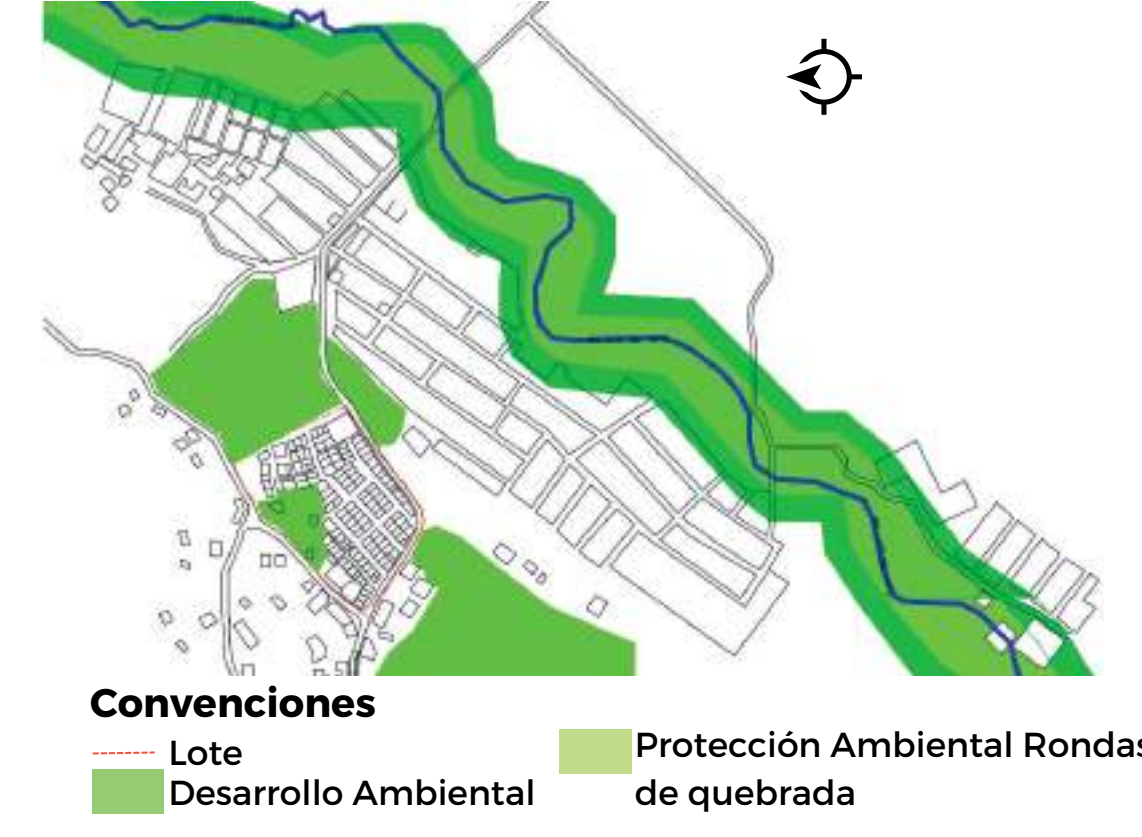 Convenciones
Lote
Desarrollo Ambiental
Protección Ambiental Rondas
de quebrada